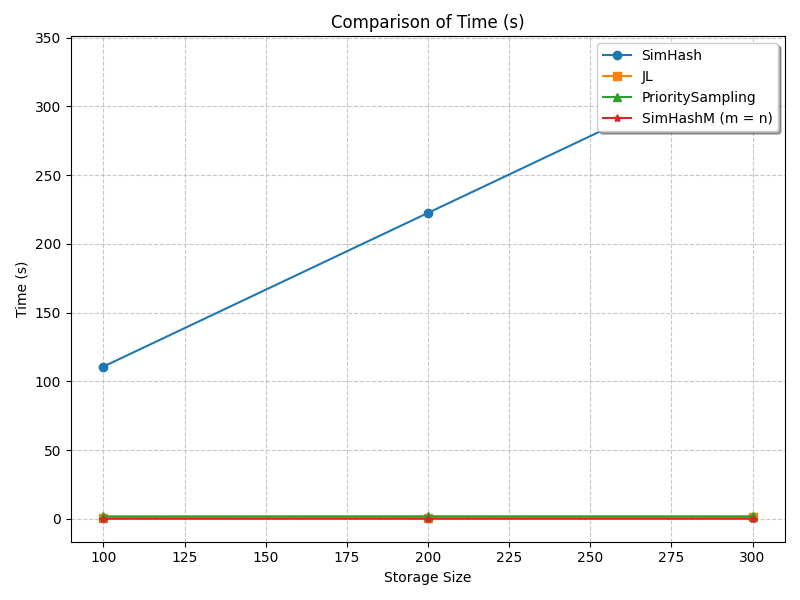 Comparison of Time (s)
350
300
250
200
150
100
50
0
Time (s)
SimHash
JL
PrioritySampling
SimHashM (m = n)
100 125 150 175 200 225 250 275 300
Storage Size